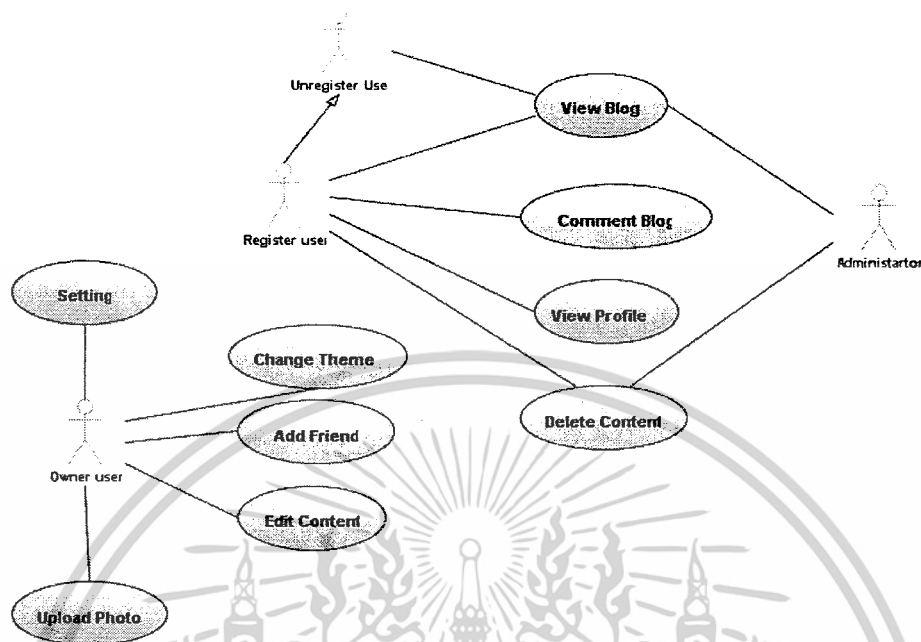 Unregister Use
View Blog
Register user
Comment Blog
Administartor
Setting
View Profile
Change Theme
Delete Content
Add Friend
Owner user
Edit Content
Upload Photo